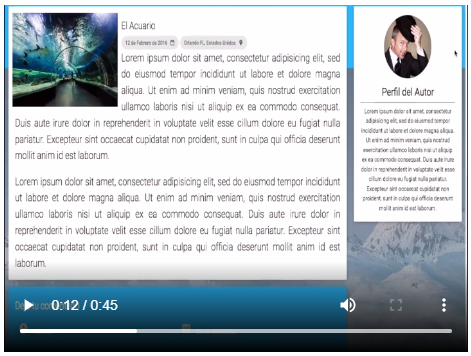 El Acuario
12 de Febrero de 2016 Orlando FL, Estados Unidos
Lorem ipsum dolor sit amet, consectetur adipisicing elit, sed
do eiusmod tempor incididunt ut labore et dolore magna
aliqua. Ut enim ad minim veniam, quis nostrud exercitation
ullamco laboris nisi ut aliquip ex ea commodo consequat.
Duis aute irure dolor in reprehenderit in voluptate velit esse cillum dolore eu fugiat nulla
pariatur. Excepteur sint occaecat cupidatat non proident, sunt in culpa qui officia deserunt
mollit anim id est laborum.
Lorem ipsum dolor sit amet, consectetur adipisicing elit, sed do eiusmod tempor incididunt
ut labore et dolore magna aliqua. Ut enim ad minim veniam, quis nostrud exercitation
ullamco laboris nisi ut aliquip ex ea commodo consequat. Duis aute irure dolor in
reprehenderit in voluptate velit esse cillum dolore eu fugiat nulla pariatur. Excepteur sint
occaecat cupidatat non proident, sunt in culpa qui officia deserunt mollit anim id est
laborum.
Perfil del Autor
Lorem ipsum dolor sit amet, consectetur
adipisicing elit, sed do eiusmod tempor
incididunt ut labore et dolore magna
aliqua. Ut enim ad minim veniam, quis nostrud
exercitation ullamco laboris nisi ut aliquip
ex ea commodo consequat. Duis aute
irure dolor in reprehenderit in voluptate
velit esse cillum dolore eu fugiat nulla
pariatur. Excepteur sint occaecat cupidatat
non proident, sunt in culpa qui officia
deserunt mollit anim id est laborum.
0:12 / 0:45